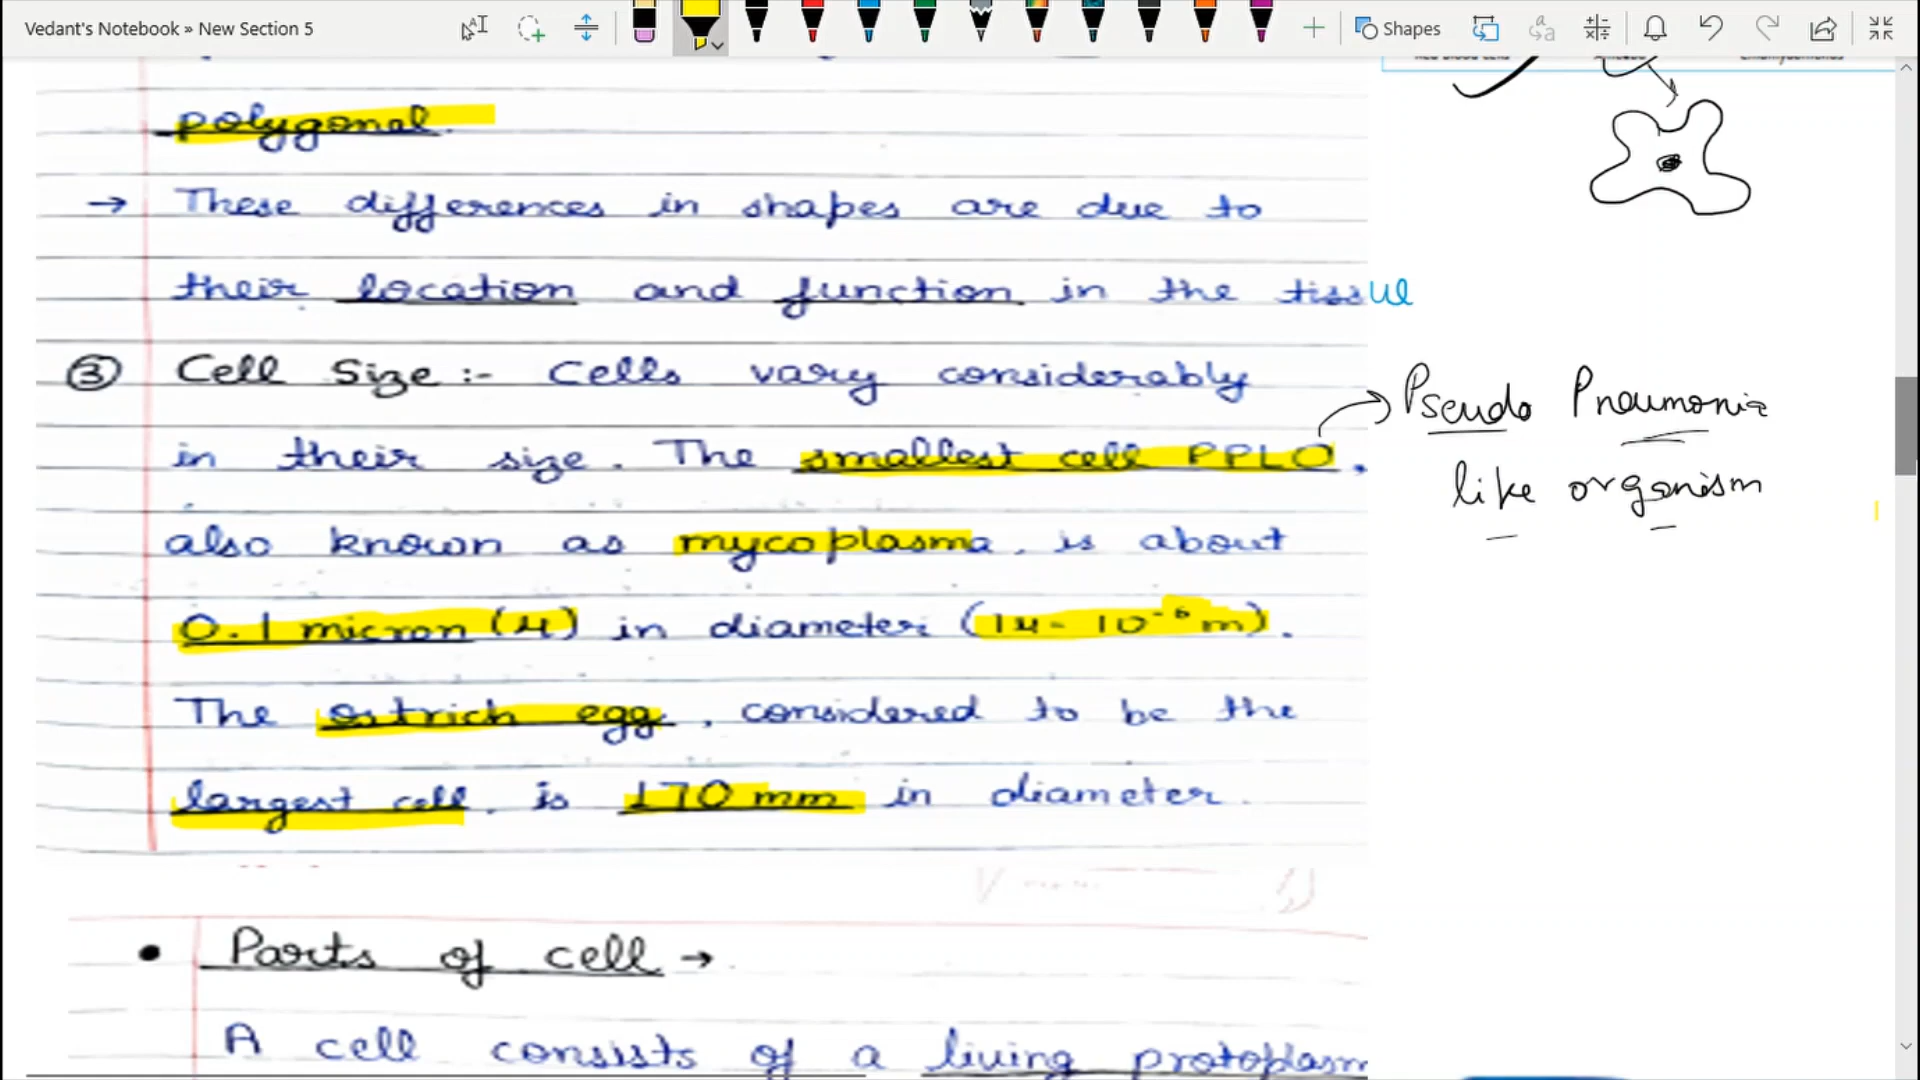 Vedant's Notebook » New Section 5
Shapes
polygonal.
→ These differences in shapes are due to
their location and function in the tissue
③ Cell Size :- Cells vary considerably
in their size. The smallest cell PPLO,
→ Pseudo Pneumonia
like organism
also known as mycoplasma, is about
0.1 micron (μ) in diameter (1μ- 10⁻⁶m).
The ostrich egg, considered to be the
largest cell, is 170 mm in diameter.
• Parts of cell →
A cell consists of a living protoplasm